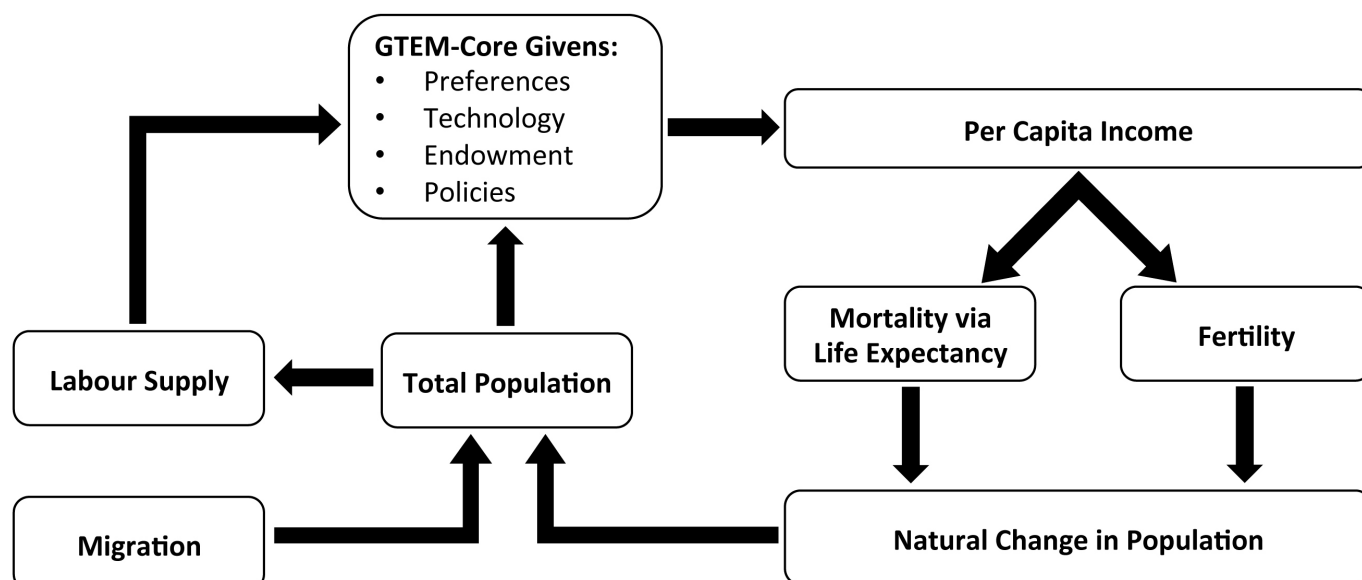 GTEM-Core Givens:
• Preferences
• Technology
• Endowment
• Policies
Per Capita Income
Mortality via
Life Expectancy
Fertility
Labour Supply
Total Population
Migration
Natural Change in Population